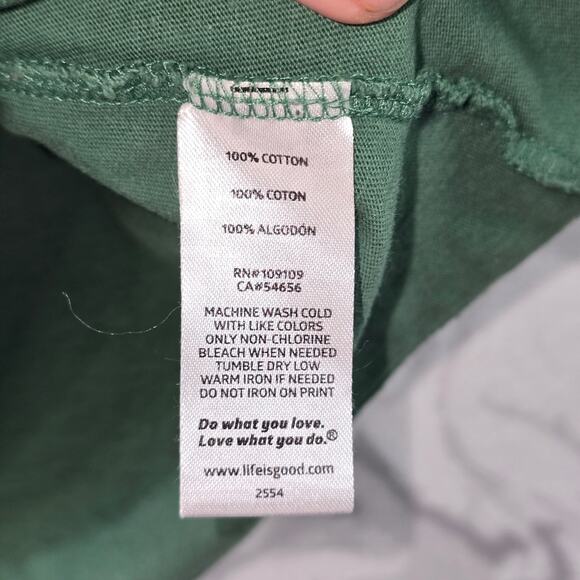 100% COTTON
100% COTON
100% ALGODÓN
RN#109109
CA#54656
MACHINE WASH COLD
WITH LIKE COLORS
ONLY NON-CHLORINE
BLEACH WHEN NEEDED
TUMBLE DRY LOW
WARM IRON IF NEEDED
DO NOT IRON ON PRINT
Do what you love.
Love what you do.®
www.lifeisgood.com
2554